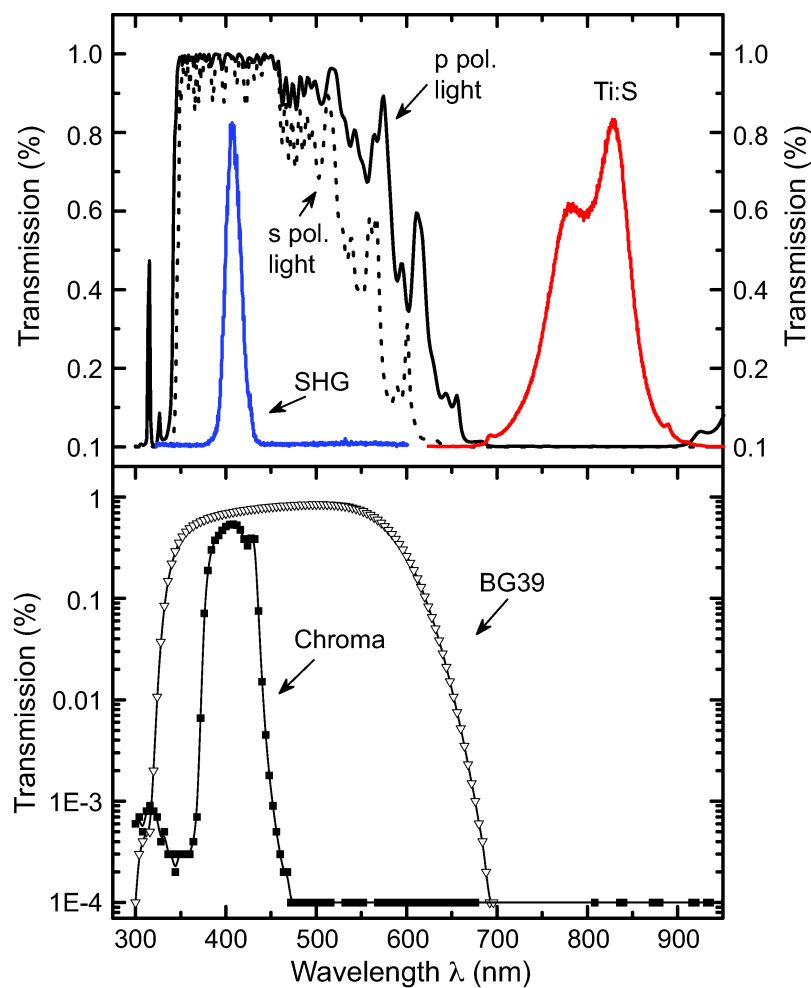 1.0
0.8
0.6
0.4
0.2
0.1
Transmission (%)
p pol.
light
s pol.
light
SHG
Ti:S
1.0
0.8
0.6
0.4
0.2
0.1
Transmission (%)
1
0.1
0.01
1E-3
1E-4
Transmission (%)
BG39
Chroma
300 400 500 600 700 800 900
Wavelength λ (nm)